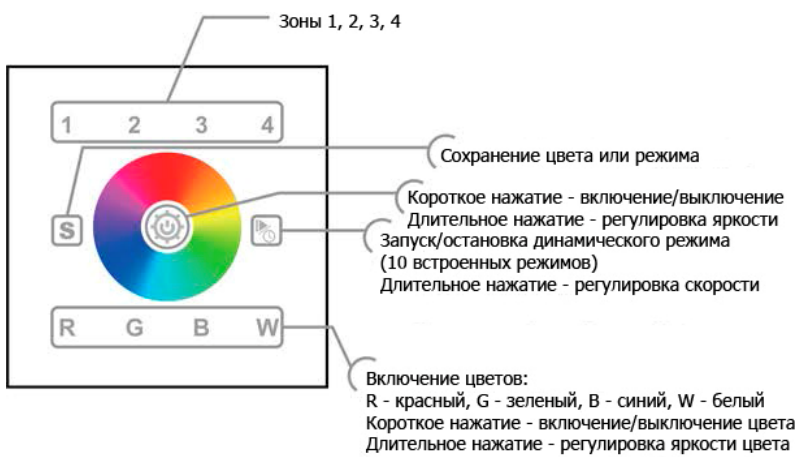 Зоны 1, 2, 3, 4
1 2 3 4
Сохранение цвета или режима
Короткое нажатие - включение/выключение
Длительное нажатие - регулировка яркости
S
Запуск/остановка динамического режима
(10 встроенных режимов)
Длительное нажатие - регулировка скорости
R G B W
Включение цветов:
R - красный, G - зеленый, B - синий, W - белый
Короткое нажатие - включение/выключение цвета
Длительное нажатие - регулировка яркости цвета